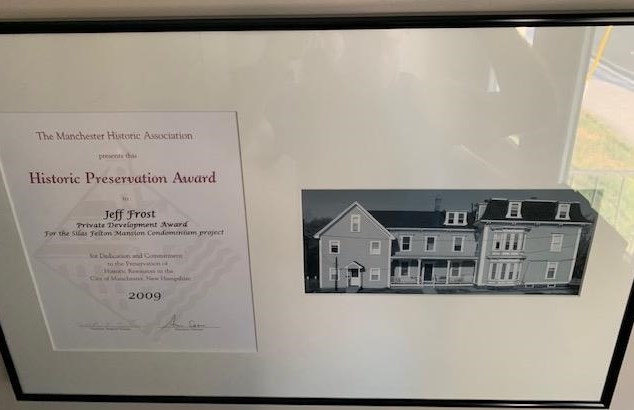 The Manchester Historic Association
presents this
Historic Preservation Award
to
Jeff Frost
Private Development Award
For the Silas Felton Mansion Condominium project
for Dedication and Commitment
to the Preservation of
Historic Resources in the
City of Manchester, New Hampshire
2009